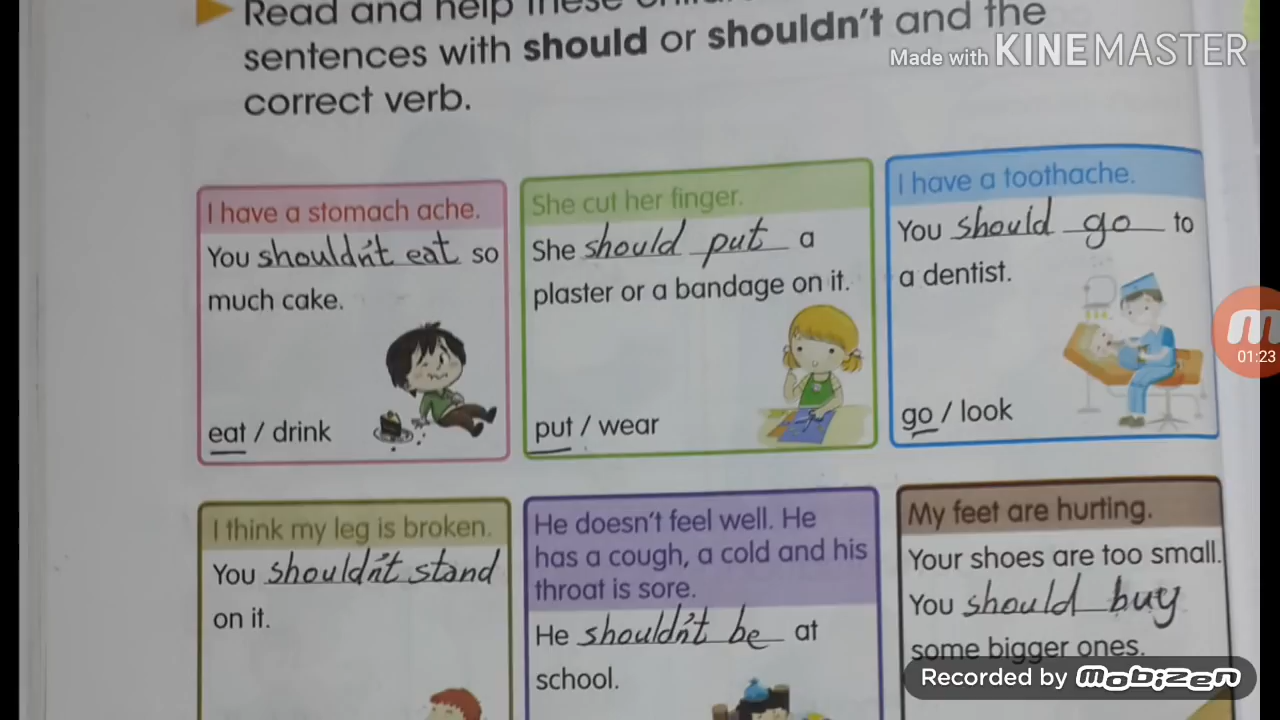 Read and help these
sentences with should or shouldn't and the
correct verb.
Made with KINEMASTER
I have a stomach ache.
You shouldn't eat so
much cake.
eat / drink
She cut her finger.
She should put a
plaster or a bandage on it.
put / wear
I have a toothache.
You should go to
a dentist.
go / look
01:23
I think my leg is broken.
You shouldn't stand
on it.
He doesn't feel well. He
has a cough, a cold and his
throat is sore.
He shouldn't be at
school.
My feet are hurting.
Your shoes are too small.
You should buy
some bigger ones.
Recorded by mobizen